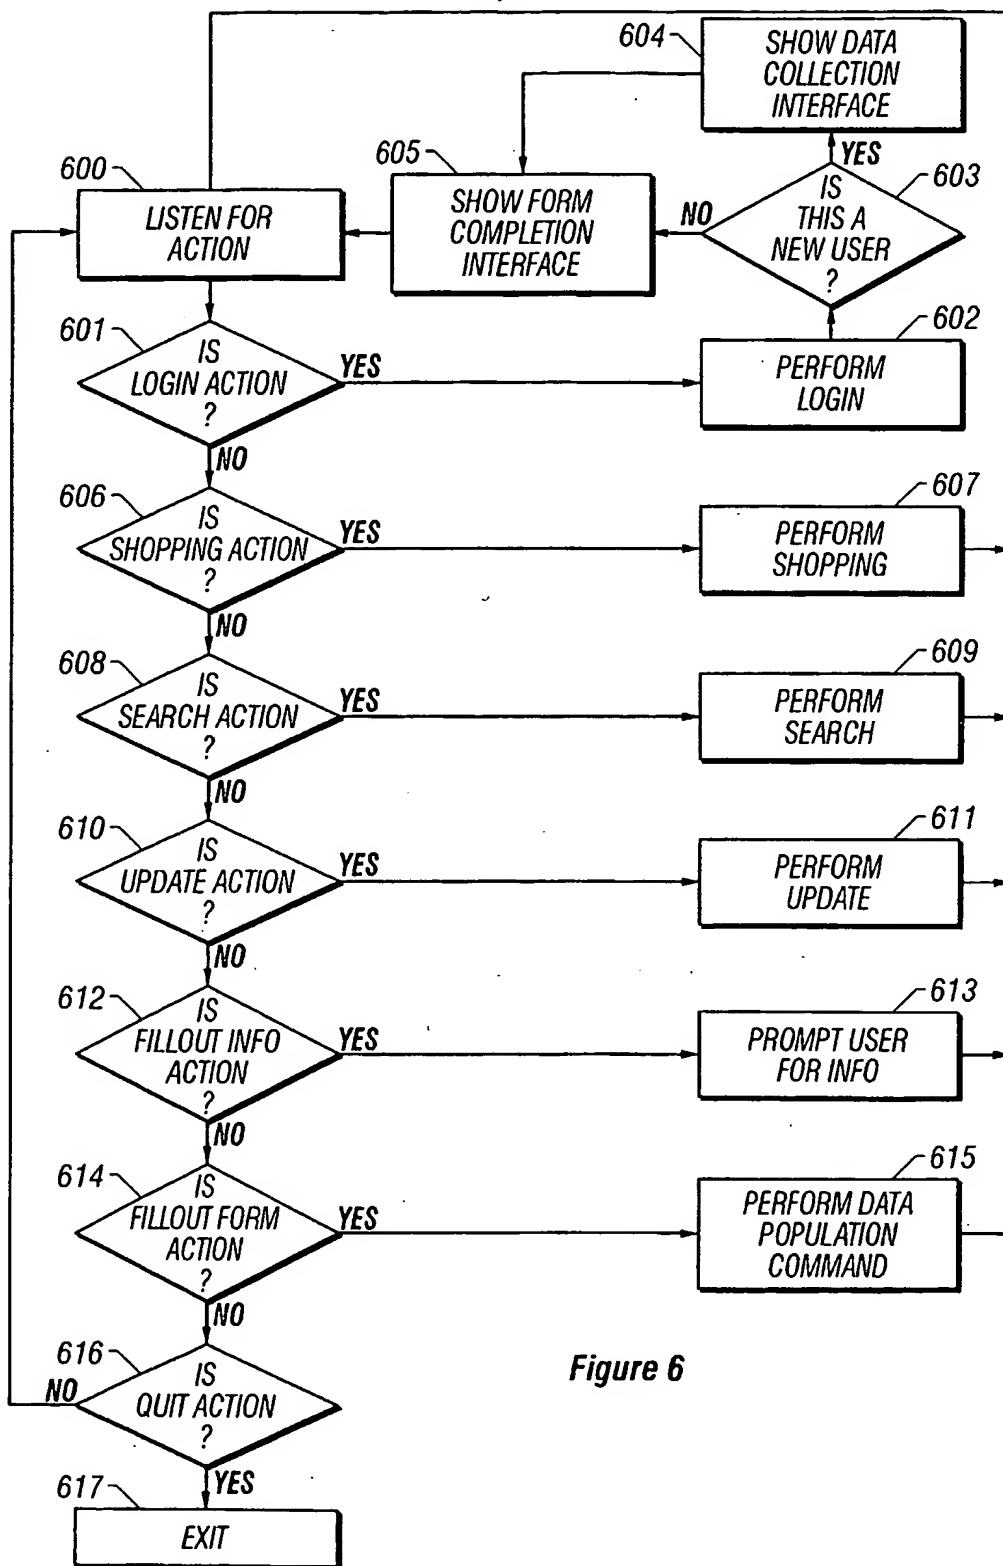 604
SHOW DATA
COLLECTION
INTERFACE
605
SHOW FORM
COMPLETION
INTERFACE
YES
603
IS
THIS A
NEW USER
?
NO
600
LISTEN FOR
ACTION
601
IS
LOGIN ACTION
?
YES
602
PERFORM
LOGIN
NO
606
IS
SHOPPING ACTION
?
YES
607
PERFORM
SHOPPING
NO
608
IS
SEARCH ACTION
?
YES
609
PERFORM
SEARCH
NO
610
IS
UPDATE ACTION
?
YES
611
PERFORM
UPDATE
NO
612
IS
FILLOUT INFO
ACTION
?
YES
613
PROMPT USER
FOR INFO
NO
614
IS
FILLOUT FORM
ACTION
?
YES
615
PERFORM DATA
POPULATION
COMMAND
NO
616
IS
QUIT ACTION
?
NO
YES
617
EXIT
Figure 6